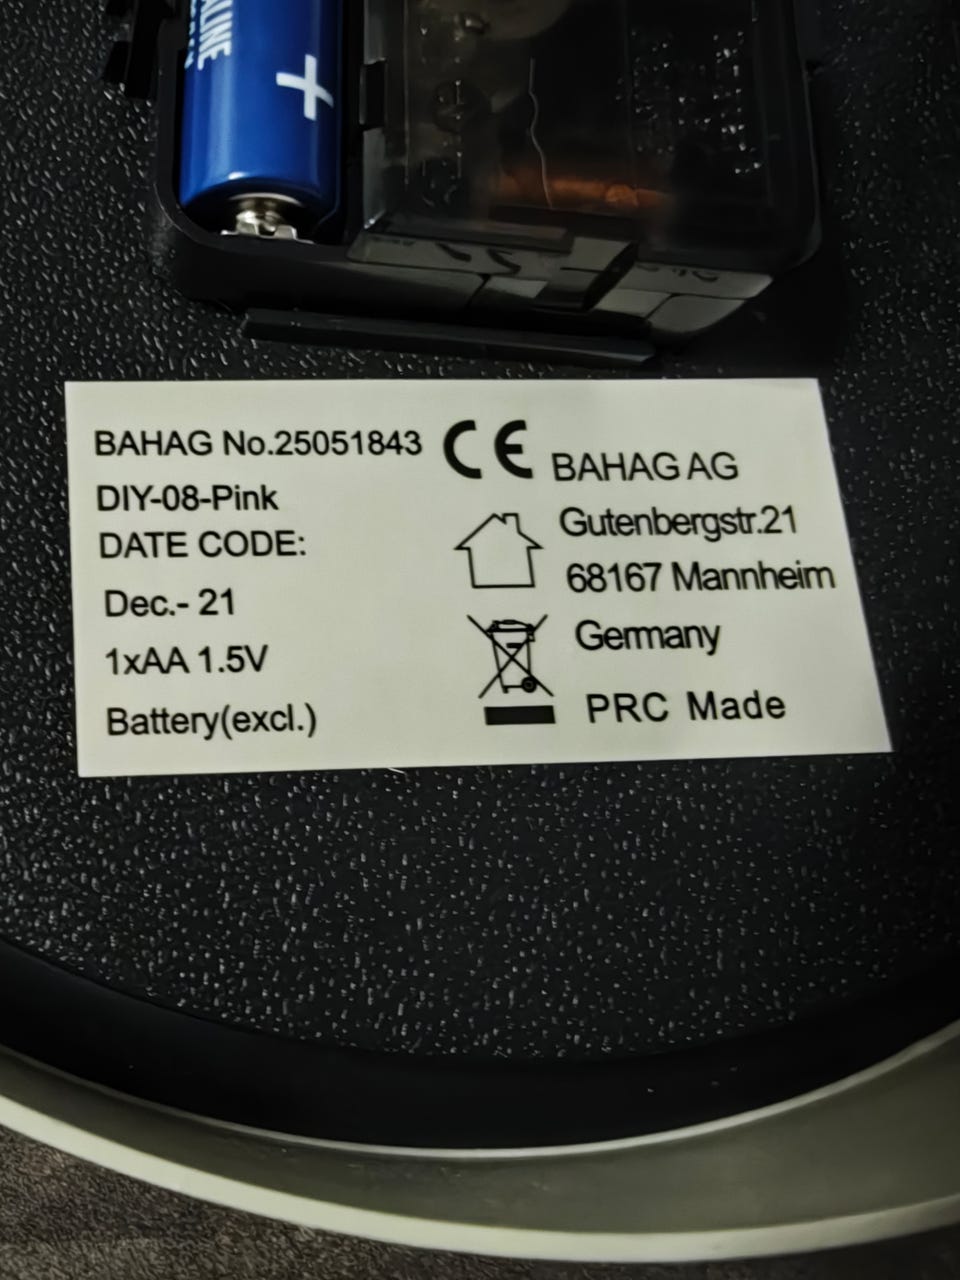 ALINE
+
BAHAG No.25051843
DIY-08-Pink
DATE CODE:
Dec.- 21
1xAA 1.5V
Battery(excl.)
CE
BAHAG AG
Gutenbergstr.21
68167 Mannheim
Germany
PRC Made